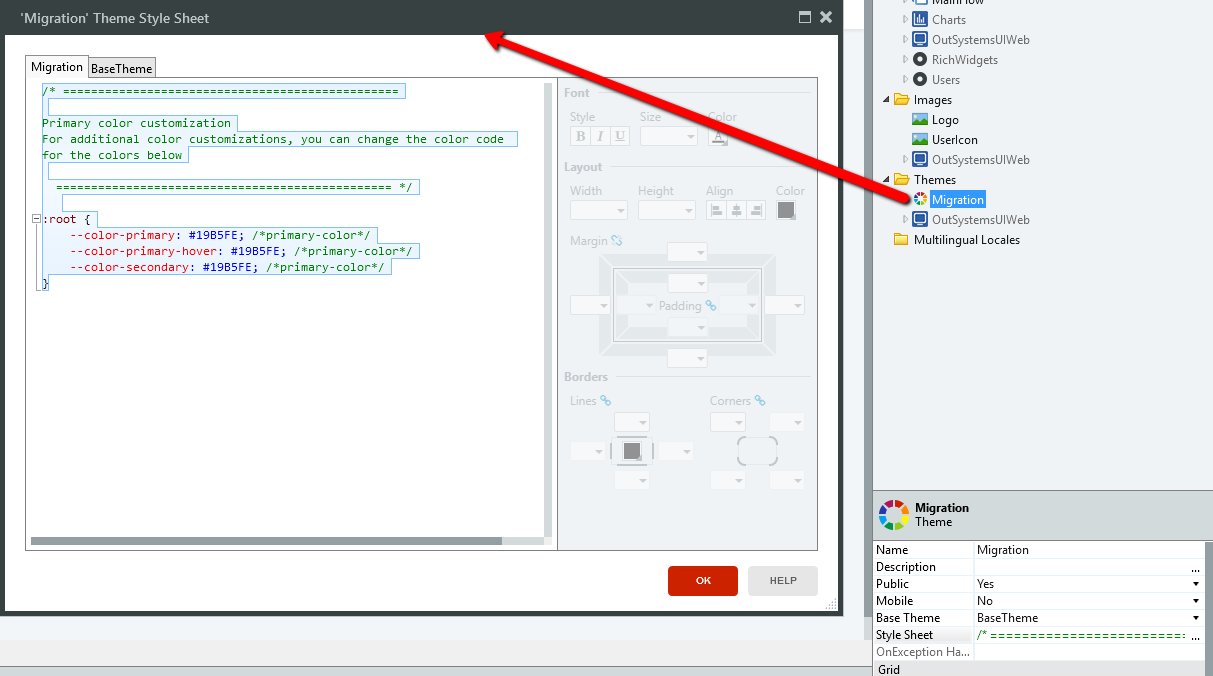 'Migration' Theme Style Sheet
Migration
BaseTheme
/* ================================================
Primary color customization
For additional color customizations, you can change the color code
for the colors below
================================================ */
:root {
--color-primary: #19B5FE; /*primary-color*/
--color-primary-hover: #19B5FE; /*primary-color*/
--color-secondary: #19B5FE; /*primary-color*/
}
Font
Style
Size
Color
B I U
A
Layout
Width
Height
Align
Color
Margin
Padding
Borders
Lines
Corners
OK
HELP
MainFlow
Charts
OutSystemsUIWeb
RichWidgets
Users
Images
Logo
UserIcon
OutSystemsUIWeb
Themes
Migration
OutSystemsUIWeb
Multilingual Locales
Migration
Theme
Name Migration
Description ...
Public Yes
Mobile No
Base Theme BaseTheme
Style Sheet /* ========================== ...
OnException Ha...
Grid